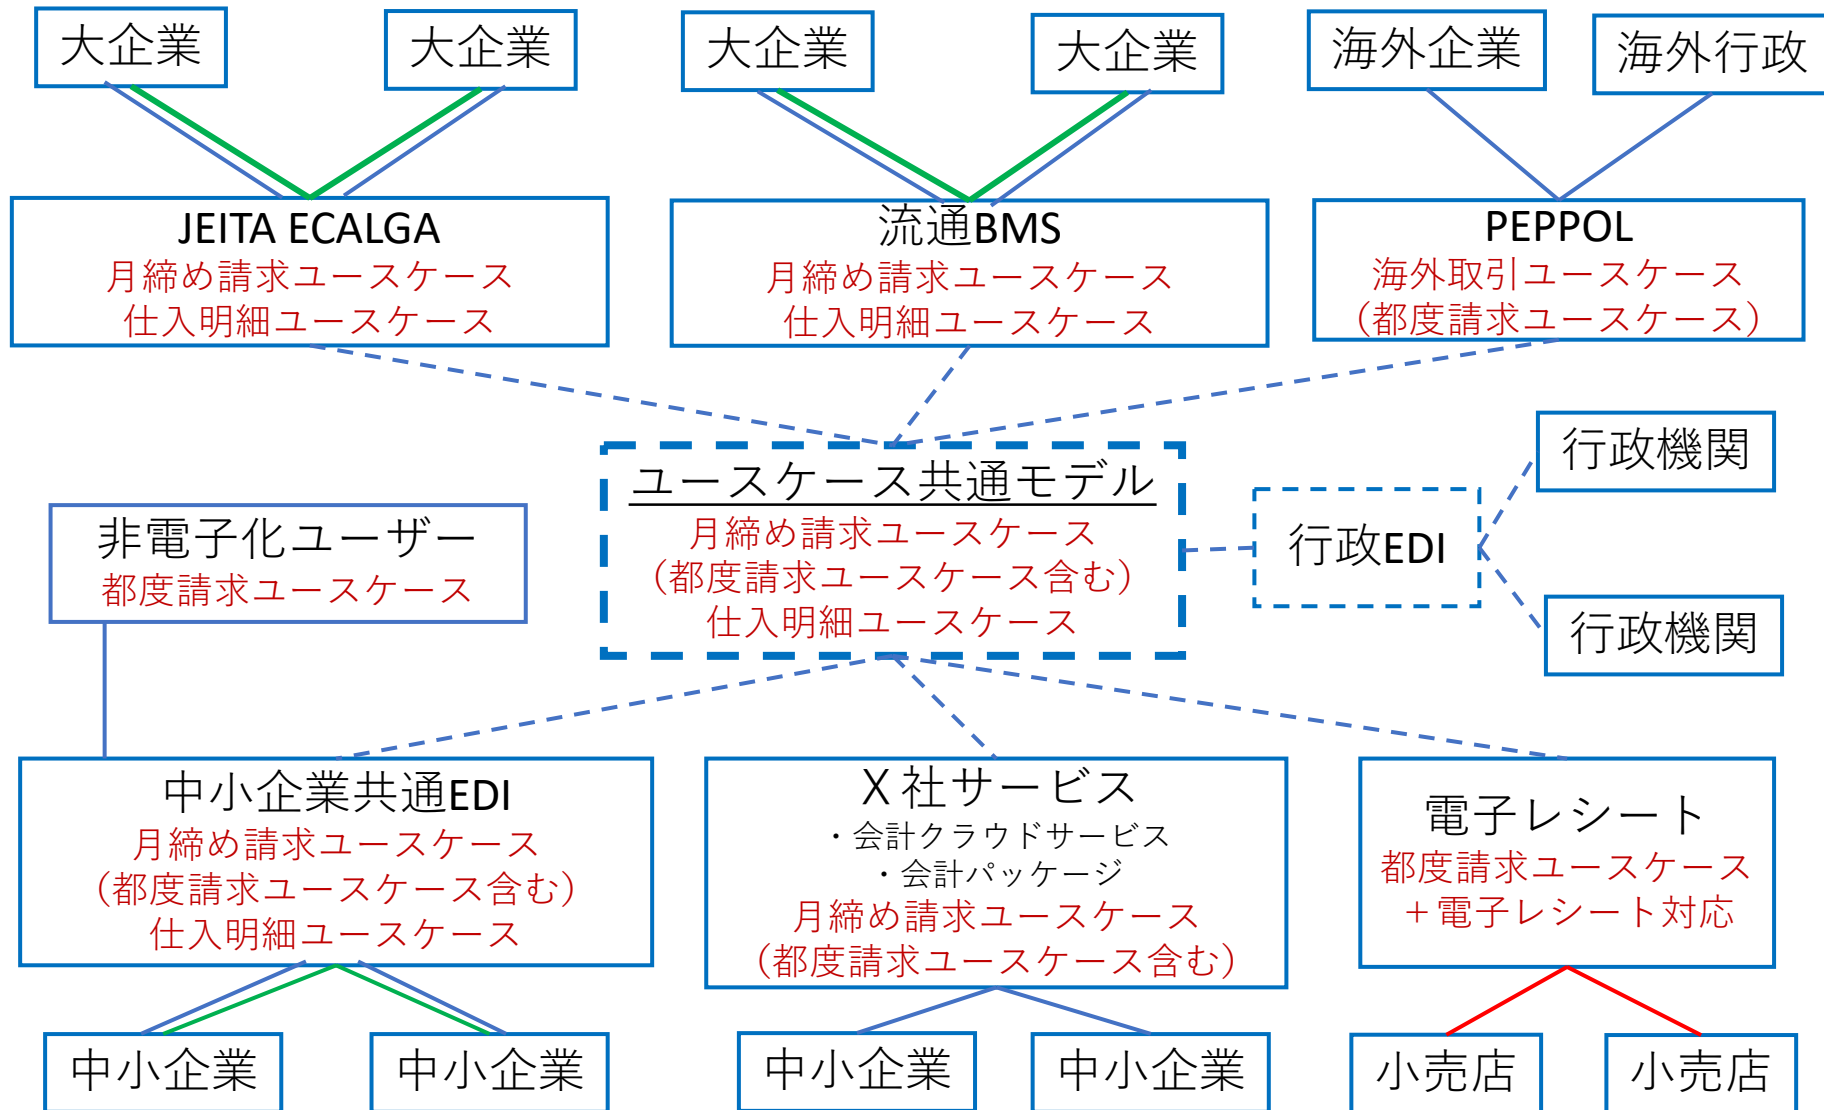 大企業
大企業
大企業
大企業
海外企業
海外行政
JEITA ECALGA
月締め請求ユースケース
仕入明細ユースケース
流通BMS
月締め請求ユースケース
仕入明細ユースケース
PEPPOL
海外取引ユースケース
(都度請求ユースケース)
ユースケース共通モデル
月締め請求ユースケース
(都度請求ユースケース含む)
仕入明細ユースケース
行政EDI
行政機関
行政機関
非電子化ユーザー
都度請求ユースケース
中小企業共通EDI
月締め請求ユースケース
(都度請求ユースケース含む)
仕入明細ユースケース
X社サービス
・会計クラウドサービス
・会計パッケージ
月締め請求ユースケース
(都度請求ユースケース含む)
電子レシート
都度請求ユースケース
+電子レシート対応
中小企業
中小企業
中小企業
中小企業
小売店
小売店